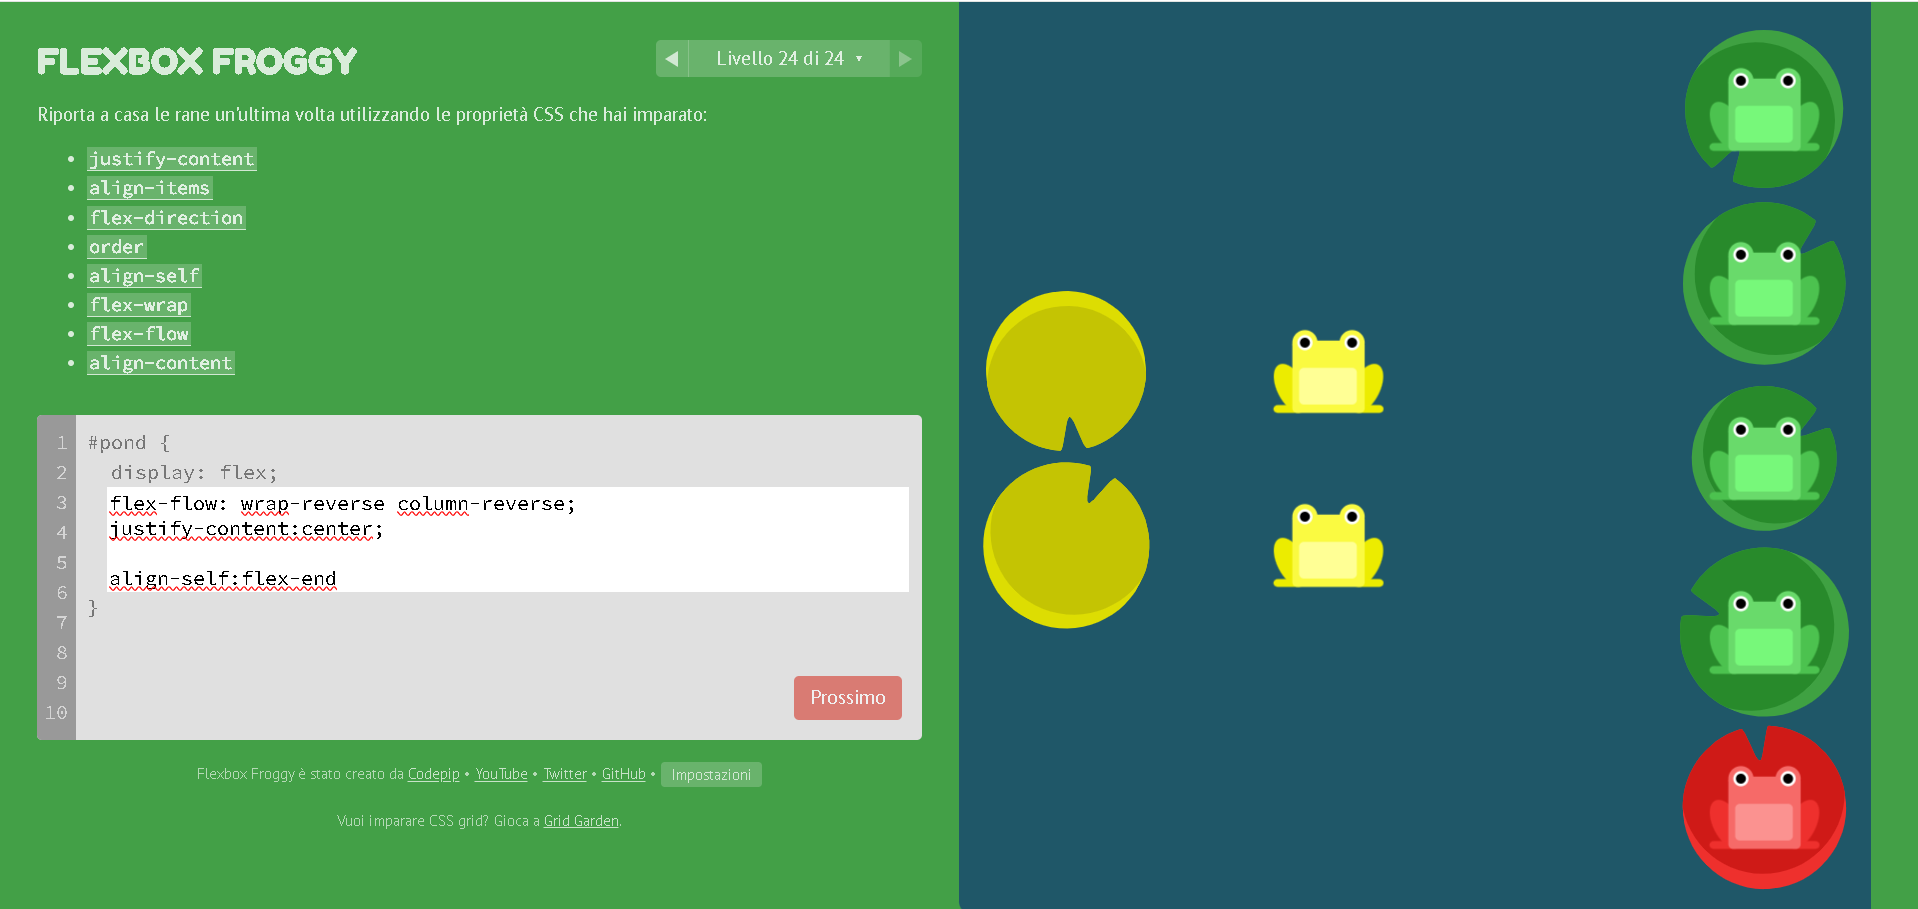 FLEXBOX FROGGY
◀ Livello 24 di 24 ▾ ▶
Riporta a casa le rane un'ultima volta utilizzando le proprietà CSS che hai imparato:
• justify-content
• align-items
• flex-direction
• order
• align-self
• flex-wrap
• flex-flow
• align-content
1 #pond {
2 display: flex;
3 flex-flow: wrap-reverse column-reverse;
4 justify-content:center;
5
6 align-self:flex-end
}
7
8
9
10
Prossimo
Flexbox Froggy è stato creato da Codepip • YouTube • Twitter • GitHub • Impostazioni
Vuoi imparare CSS grid? Gioca a Grid Garden.